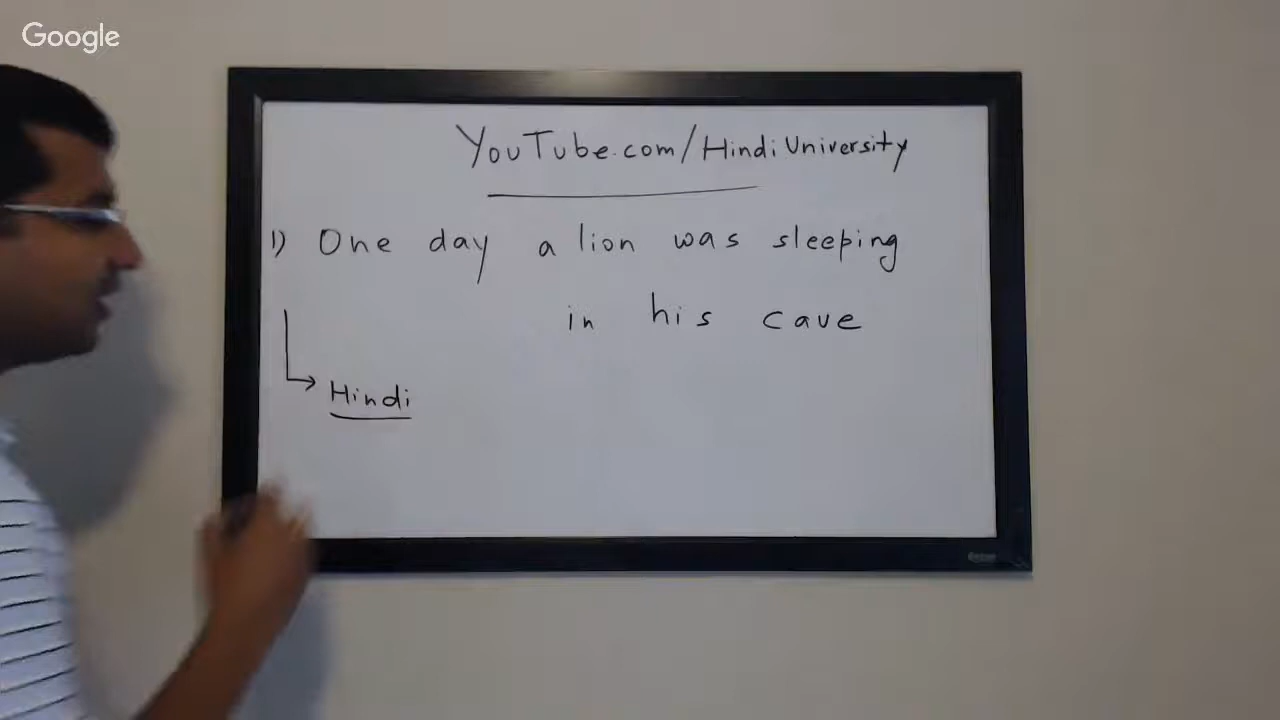 Google
YouTube.com/HindiUniversity
1) One day a lion was sleeping
in his cave
Hindi